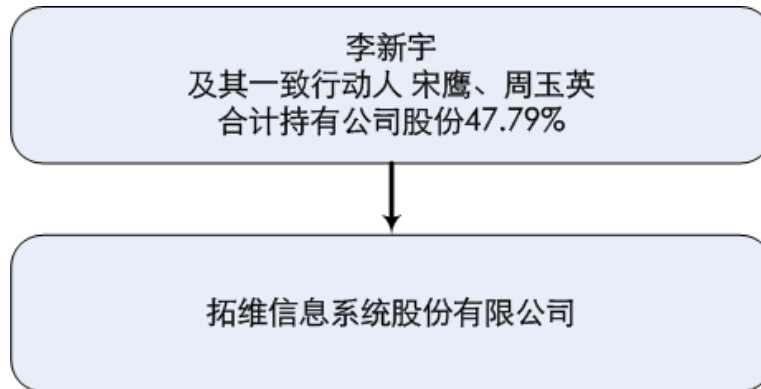 李新宇
及其一致行动人 宋鹰、周玉英
合计持有公司股份47.79%
拓维信息系统股份有限公司